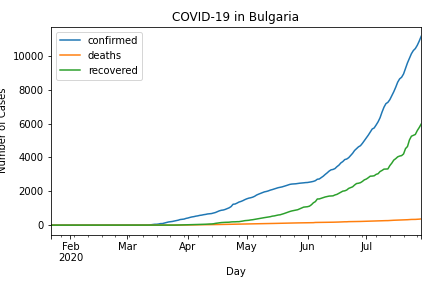 COVID-19 in Bulgaria
confirmed
deaths
recovered
Number of Cases
10000
8000
6000
4000
2000
0
Feb Mar Apr May Jun Jul
2020
Day